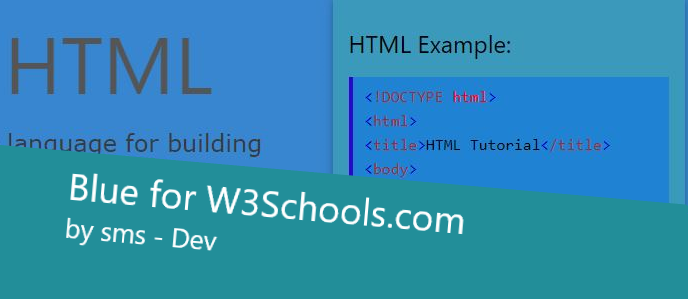 HTML
language for building
HTML Example:
<!DOCTYPE html>
<html>
<title>HTML Tutorial</title>
<body>
Blue for W3Schools.com
by sms - Dev